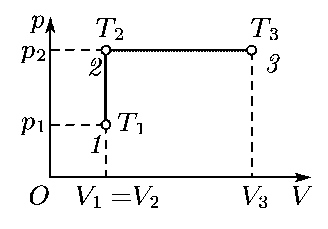 p T₂ T₃
p₂ 2 3
p₁ T₁
1
O V₁=V₂ V₃ V